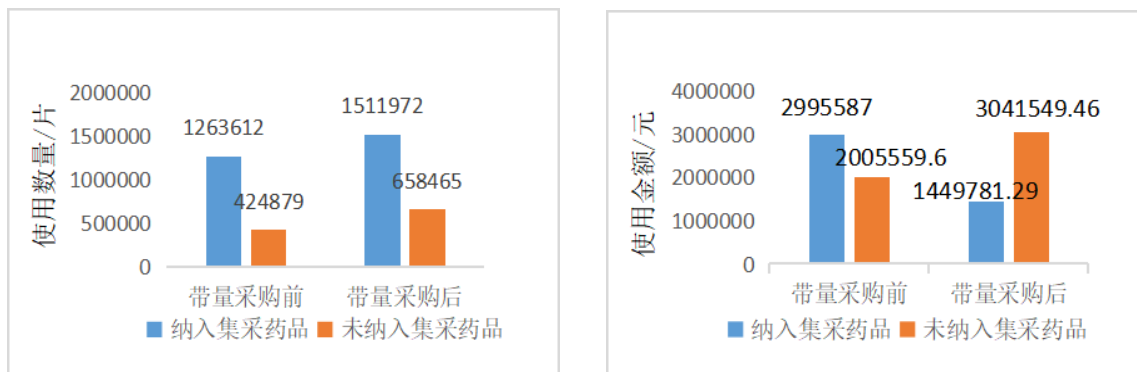 使用数量/片
2000000
1500000
1000000
500000
0
1263612
424879
1511972
658465
带量采购前
带量采购后
纳入集采药品
未纳入集采药品
使用金额/元
4000000
3000000
2000000
1000000
0
2995587
2005559.6
1449781.29
3041549.46
带量采购前
带量采购后
纳入集采药品
未纳入集采药品